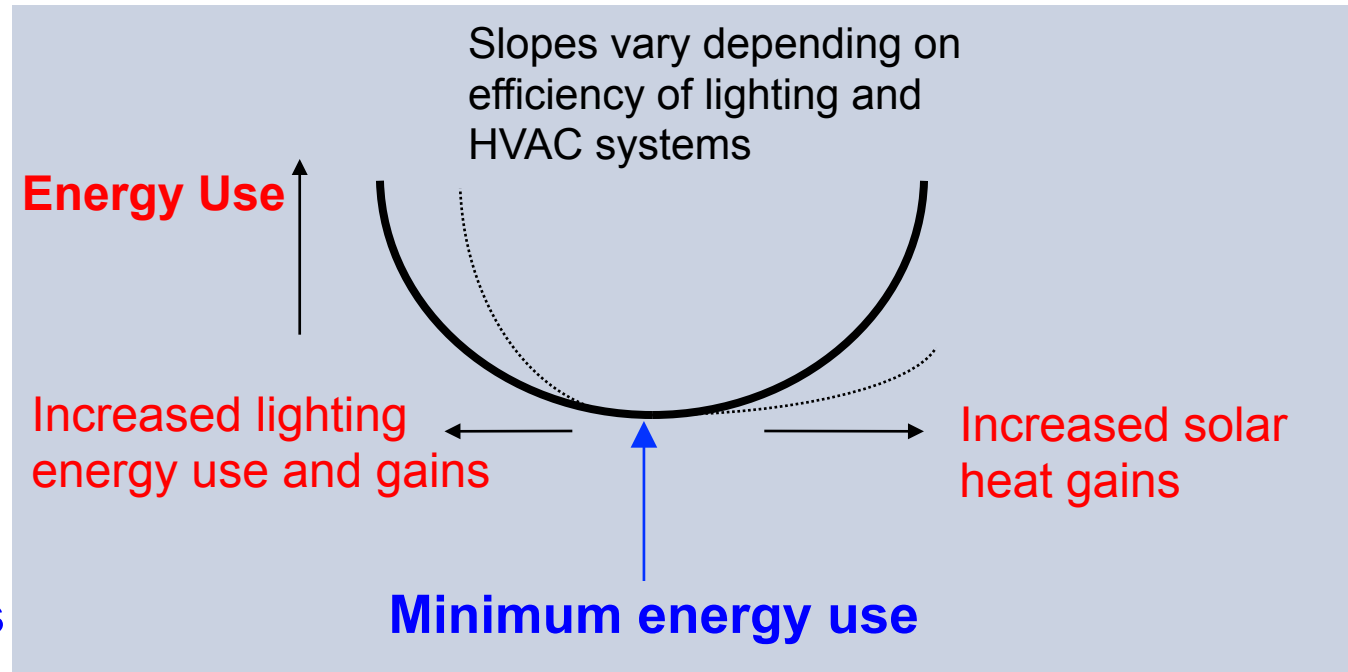 Slopes vary depending on
efficiency of lighting and
HVAC systems
Energy Use
Increased lighting
energy use and gains
Increased solar
heat gains
s
Minimum energy use